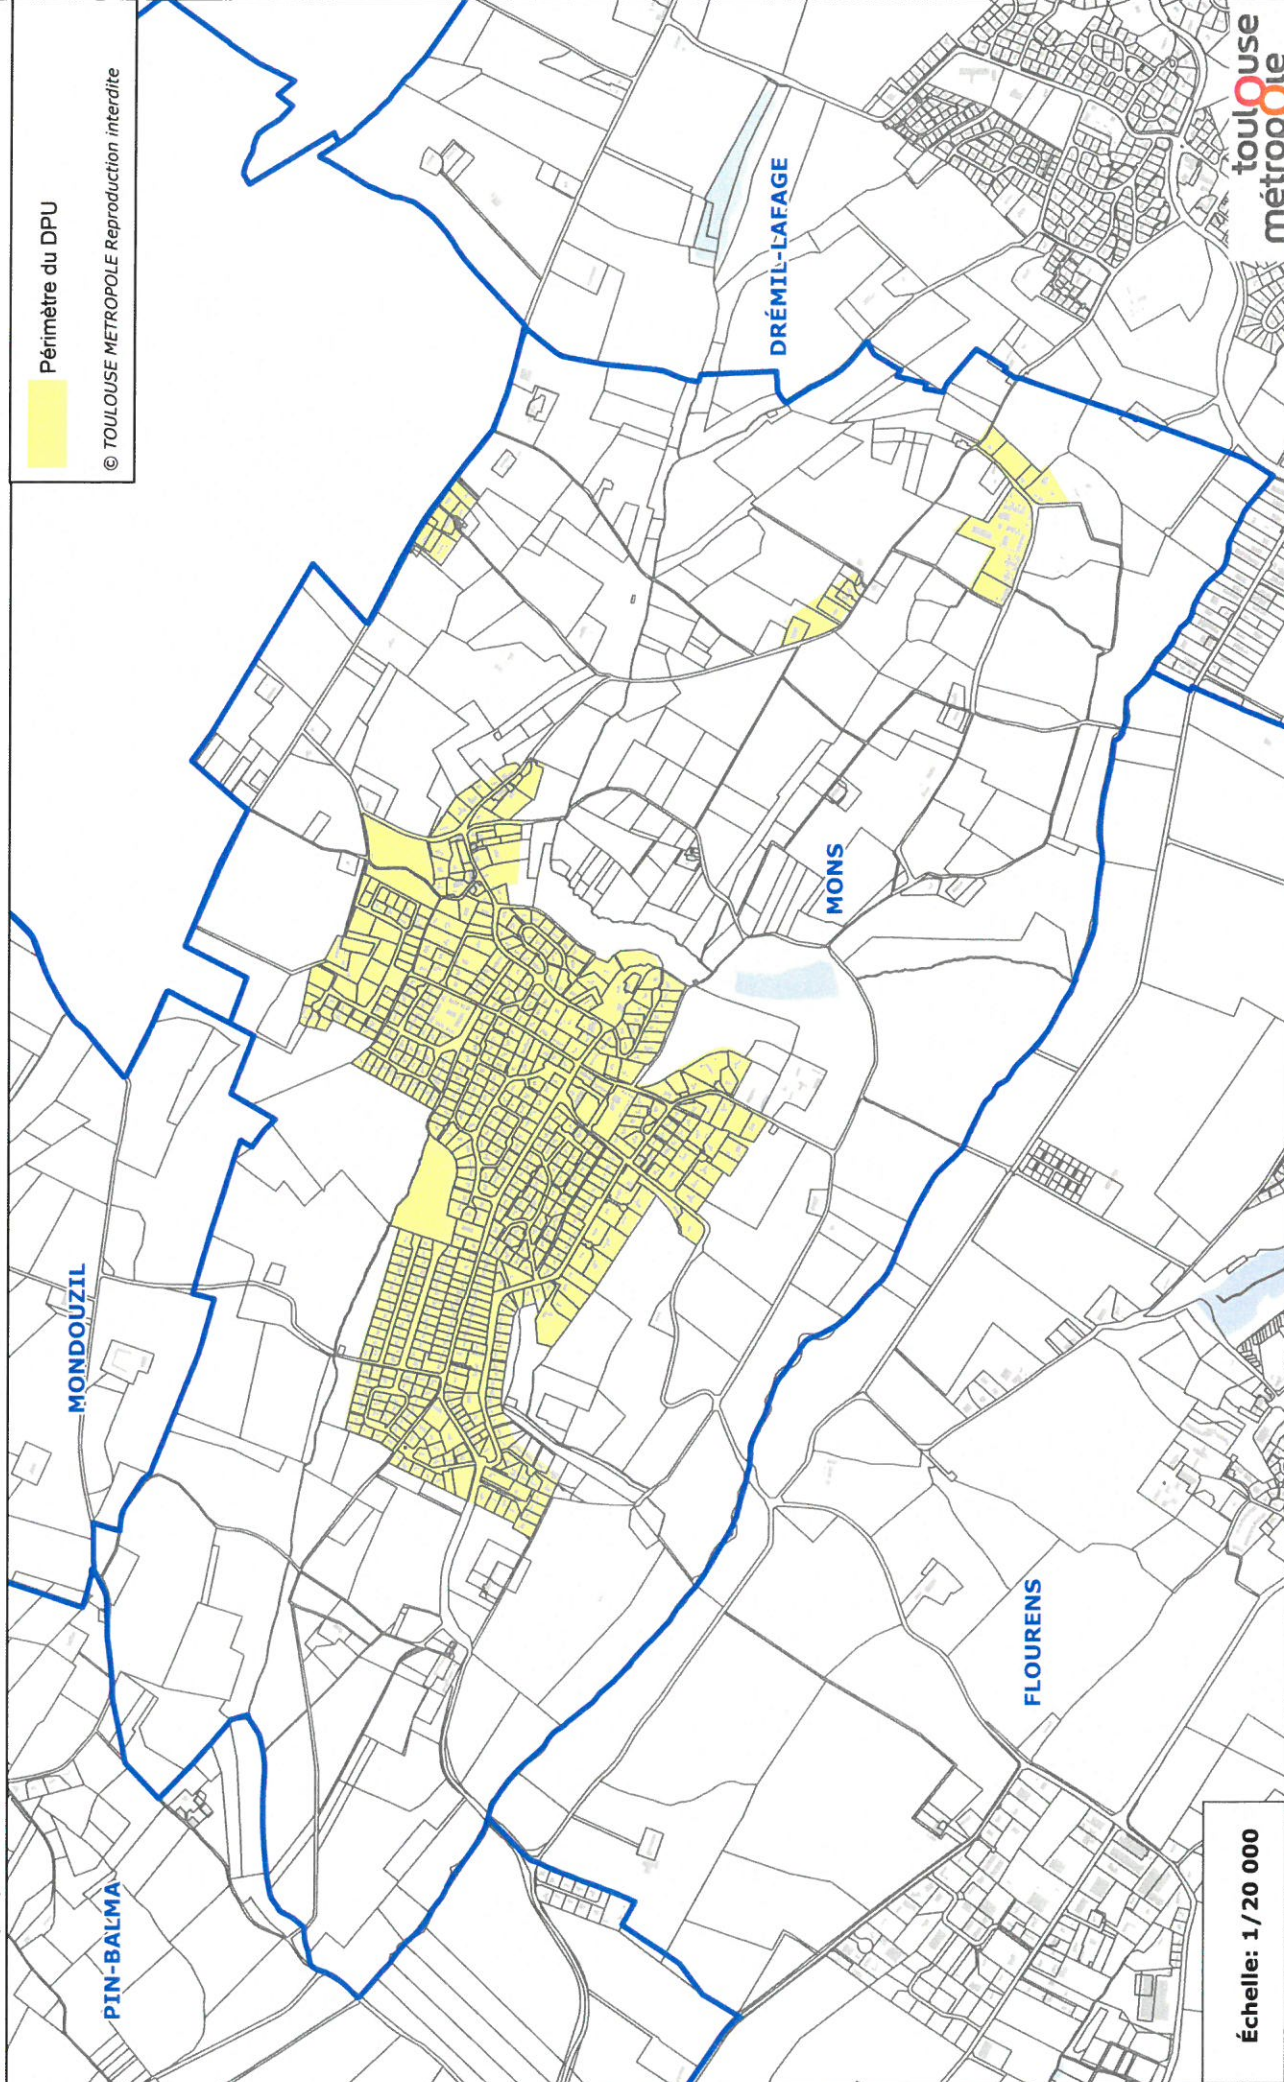 Périmètre du DPU
© TOULOUSE METROPOLE Reproduction interdite
MONDOUZIL
PIN-BALMA
DRÉMIL-LAFAGE
MONS
FLOURENS
Échelle: 1 / 20 000
toulouse
métropole